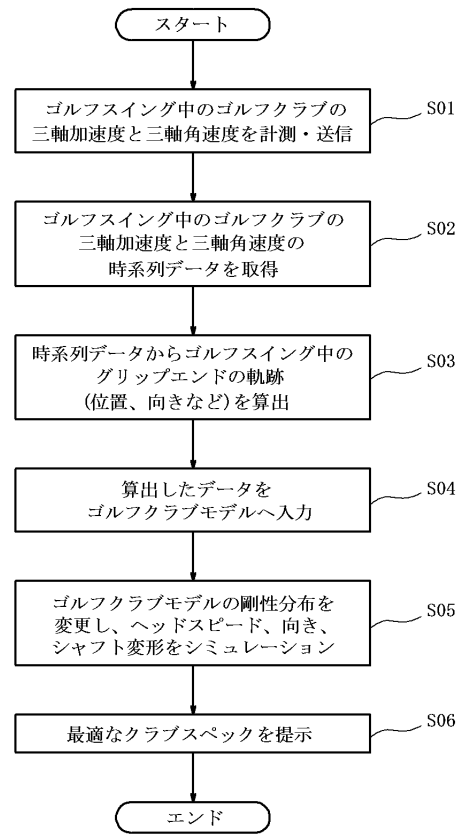 スタート
ゴルフスイング中のゴルフクラブの
三軸加速度と三軸角速度を計測・送信
S01
ゴルフスイング中のゴルフクラブの
三軸加速度と三軸角速度の
時系列データを取得
S02
時系列データからゴルフスイング中の
グリップエンドの軌跡
(位置、向きなど)を算出
S03
算出したデータを
ゴルフクラブモデルへ入力
S04
ゴルフクラブモデルの剛性分布を
変更し、ヘッドスピード、向き、
シャフト変形をシミュレーション
S05
最適なクラブスペックを提示
S06
エンド